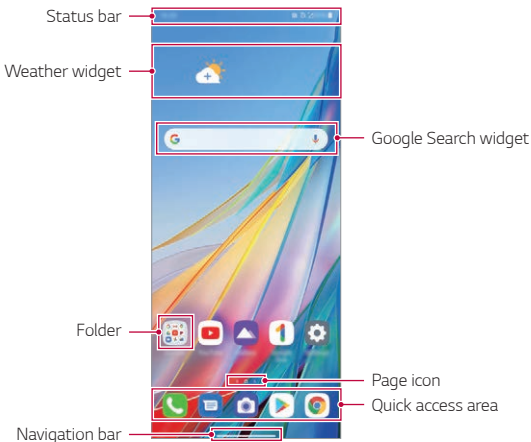 Status bar
Weather widget
Google Search widget
Folder
Page icon
Quick access area
Navigation bar